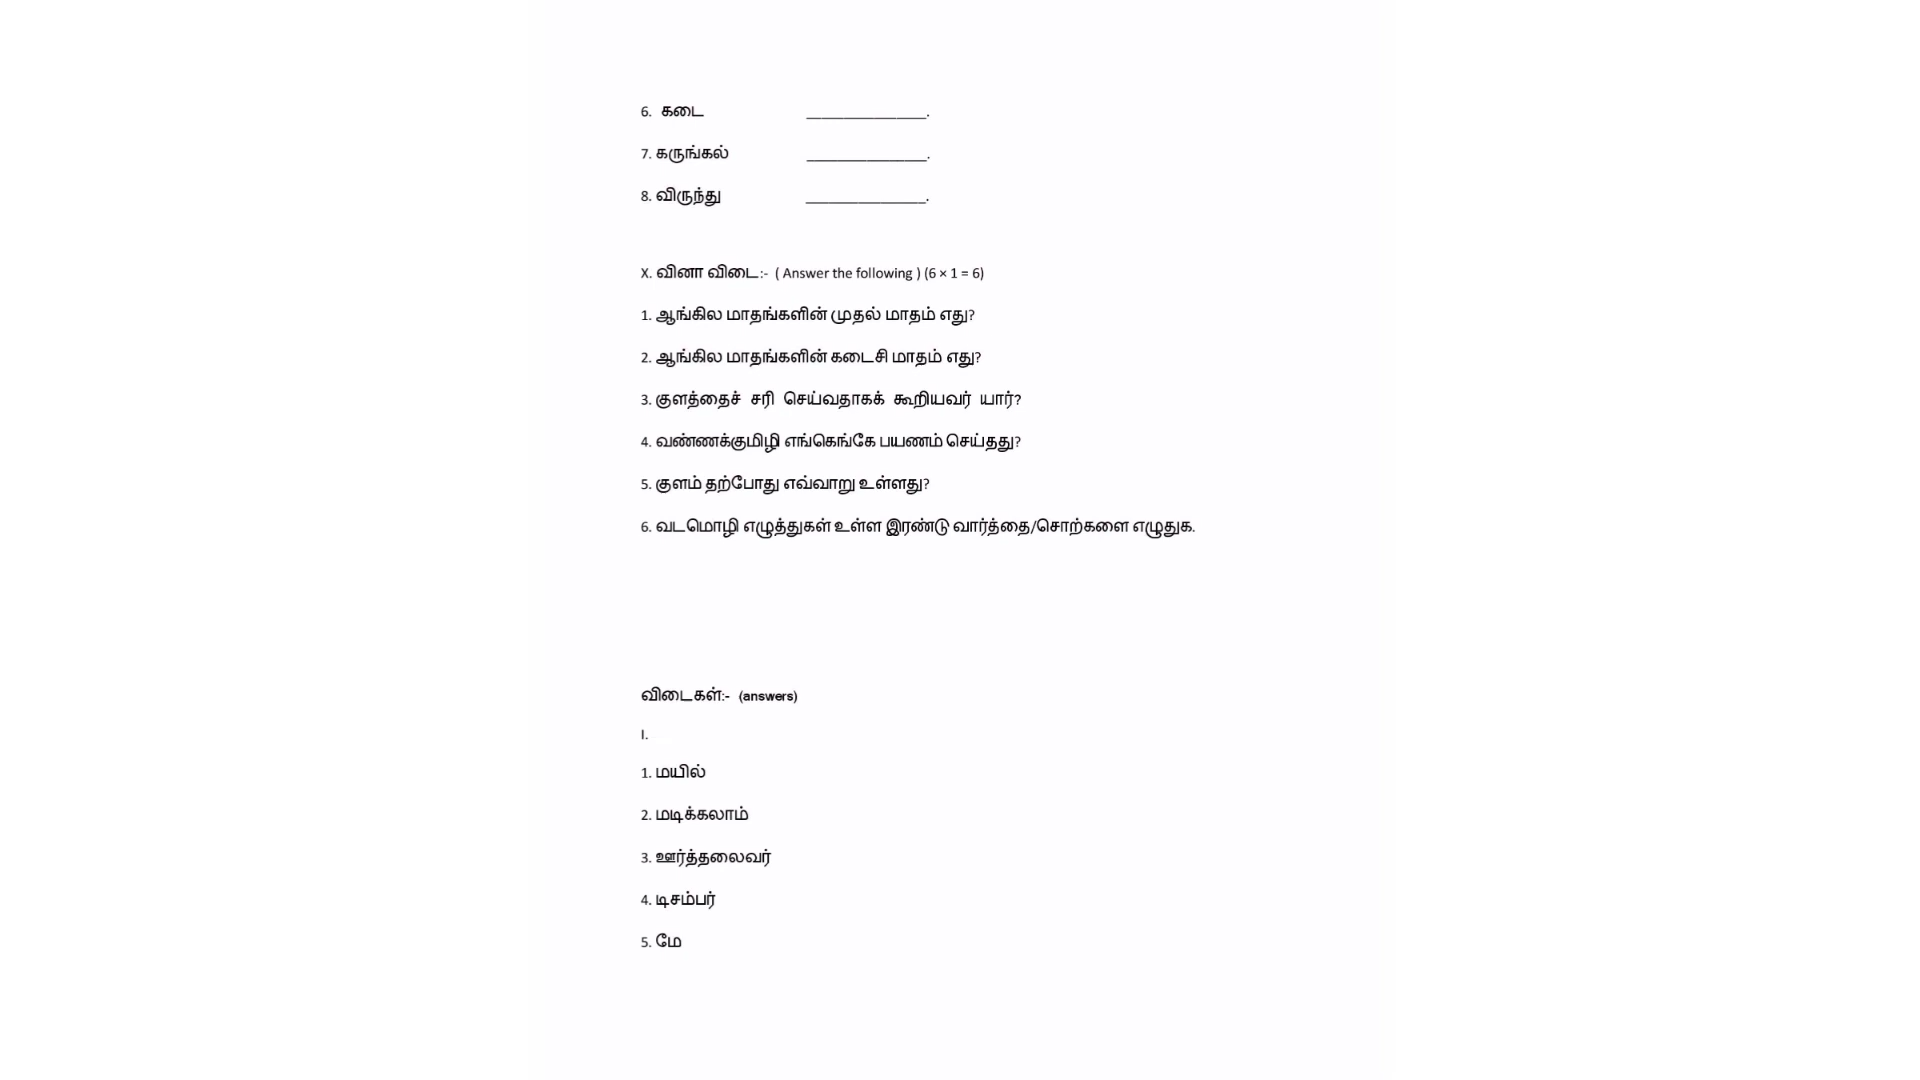 6. கடை ________________.
7. கருங்கல் ________________.
8. விருந்து ________________.
X. வினா விடை:- ( Answer the following ) (6 × 1 = 6)
1. ஆங்கில மாதங்களின் முதல் மாதம் எது?
2. ஆங்கில மாதங்களின் கடைசி மாதம் எது?
3. குளத்தைச் சரி செய்வதாகக் கூறியவர் யார்?
4. வண்ணக்குமிழி எங்கெங்கே பயணம் செய்தது?
5. குளம் தற்போது எவ்வாறு உள்ளது?
6. வடமொழி எழுத்துகள் உள்ள இரண்டு வார்த்தை/சொற்களை எழுதுக.
விடைகள்:- (answers)
I.
1. மயில்
2. மடிக்கலாம்
3. ஊர்த்தலைவர்
4. டிசம்பர்
5. மே